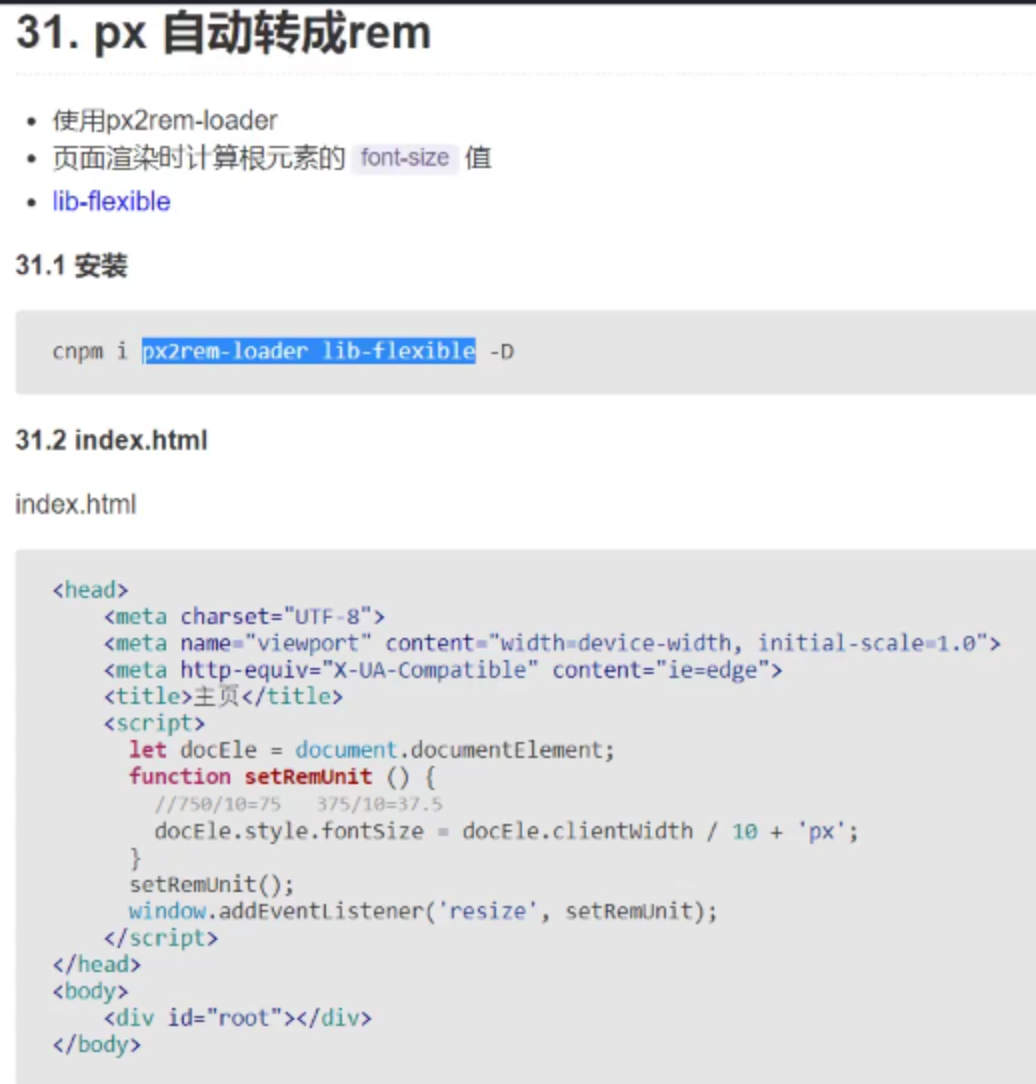 31. px 自动转成rem
使用px2rem-loader
页面渲染时计算根元素的 font-size 值
lib-flexible
31.1 安装
cnpm i px2rem-loader lib-flexible -D
31.2 index.html
index.html
<head>
<meta charset="UTF-8">
<meta name="viewport" content="width=device-width, initial-scale=1.0">
<meta http-equiv="X-UA-Compatible" content="ie=edge">
<title>主页</title>
<script>
let docEle = document.documentElement;
function setRemUnit () {
//750/10=75   375/10=37.5
docEle.style.fontSize = docEle.clientWidth / 10 + 'px';
}
setRemUnit();
window.addEventListener('resize', setRemUnit);
</script>
</head>
<body>
<div id="root"></div>
</body>